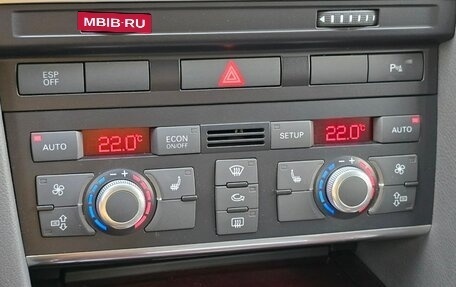 MBIB·RU
ESP
OFF
P
AUTO
22.0°C
ECON
ON/OFF
SETUP
22.0°C
AUTO
- +
- +